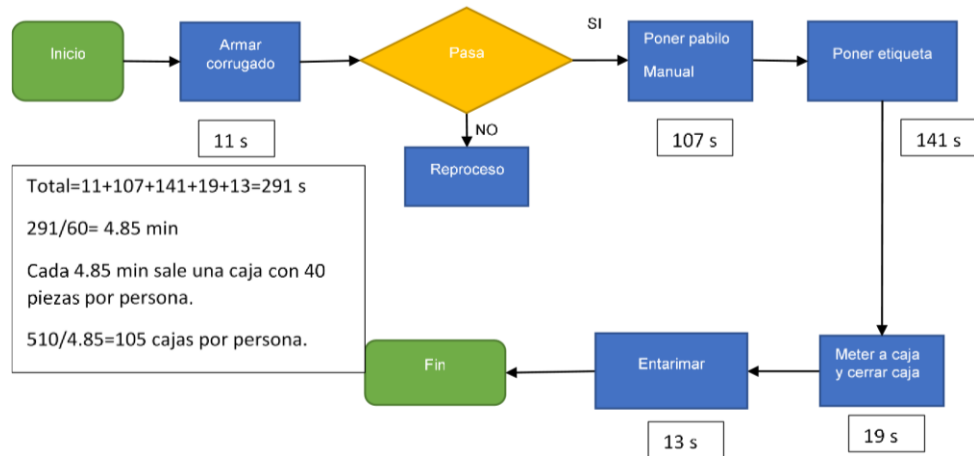 Inicio
Armar
corrugado
Pasa
SI
Poner pabilo
Manual
Poner etiqueta
11 s
NO
107 s
141 s
Reproceso
Total=11+107+141+19+13=291 s
291/60= 4.85 min
Cada 4.85 min sale una caja con 40
piezas por persona.
510/4.85=105 cajas por persona.
Fin
Entarimar
Meter a caja
y cerrar caja
13 s
19 s